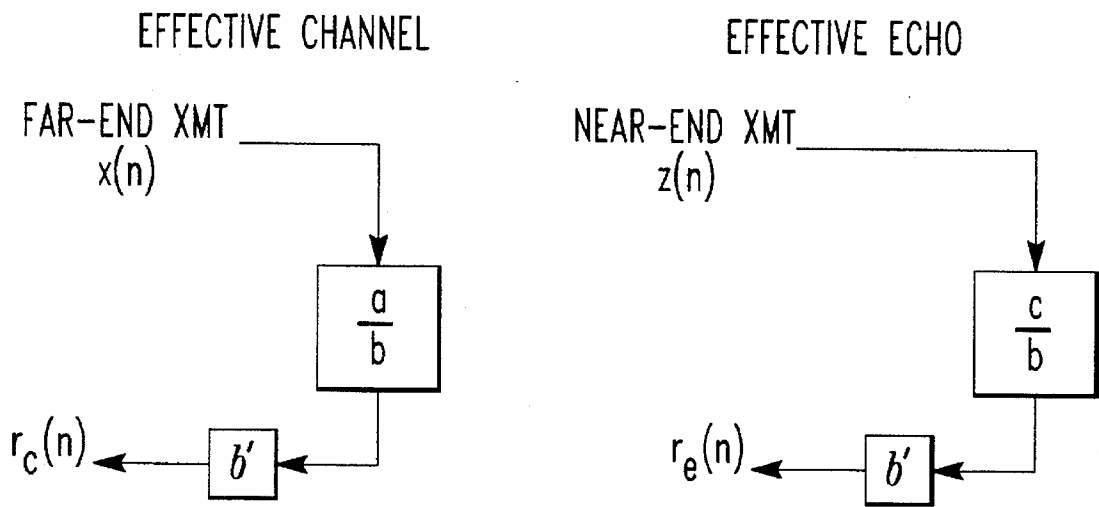 EFFECTIVE CHANNEL
FAR-END XMT
x(n)
a
b
b′
r_c(n)
EFFECTIVE ECHO
NEAR-END XMT
z(n)
c
b
b′
r_e(n)